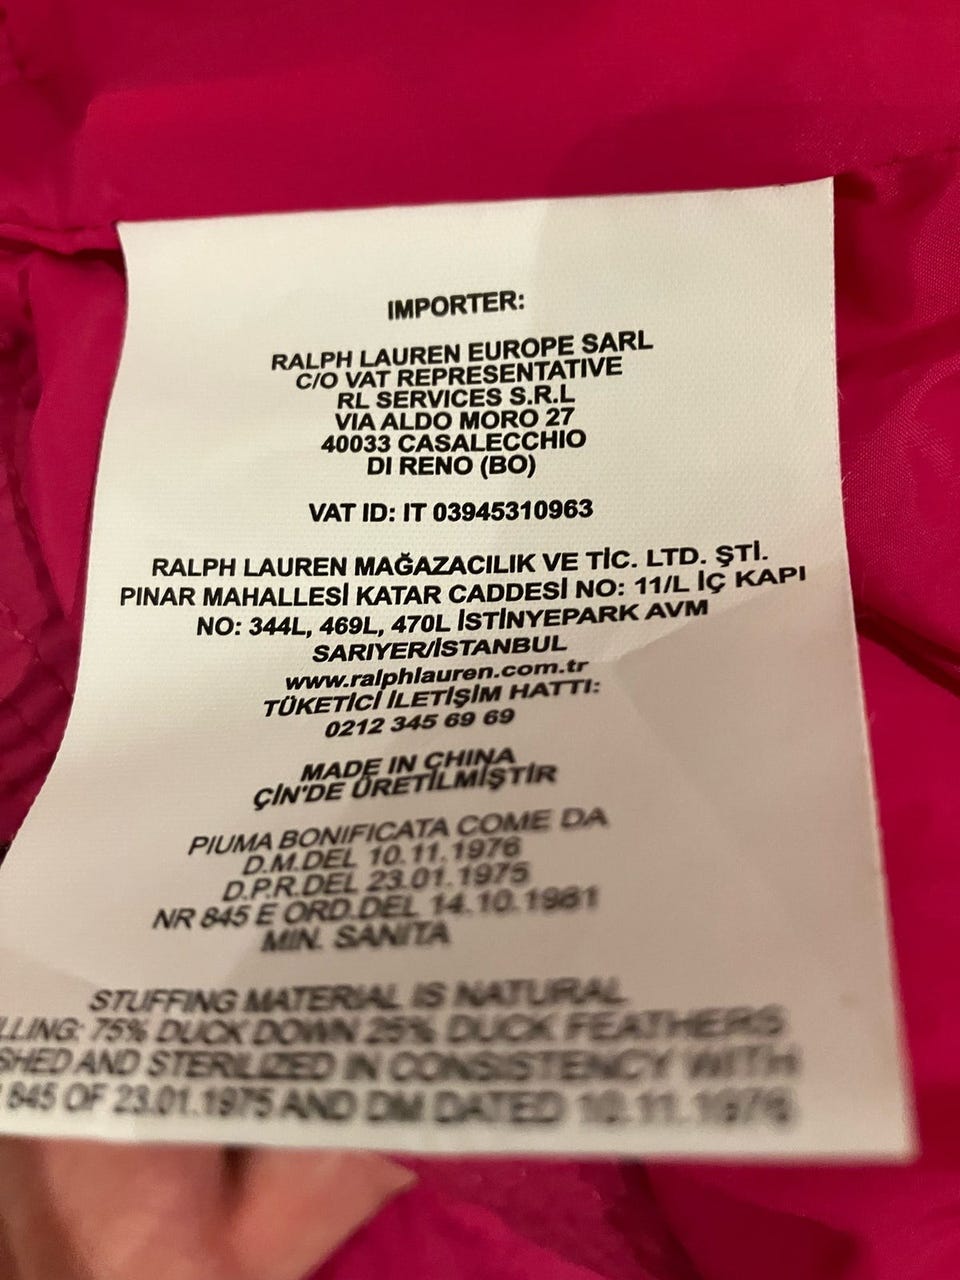 IMPORTER:
RALPH LAUREN EUROPE SARL
C/O VAT REPRESENTATIVE
RL SERVICES S.R.L
VIA ALDO MORO 27
40033 CASALECCHIO
DI RENO (BO)
VAT ID: IT 03945310963
RALPH LAUREN MAĞAZACILIK VE TİC. LTD. ŞTİ.
PINAR MAHALLESİ KATAR CADDESİ NO: 11/L İÇ KAPI
NO: 344L, 469L, 470L İSTİNYEPARK AVM
SARIYER/İSTANBUL
www.ralphlauren.com.tr
TÜKETİCİ İLETİŞİM HATTI:
0212 345 69 69
MADE IN CHINA
ÇİN'DE ÜRETİLMİŞTİR
PIUMA BONIFICATA COME DA
D.M.DEL 10.11.1976
D.P.R.DEL 23.01.1975
NR 845 E ORD.DEL 14.10.1981
MIN. SANITA
STUFFING MATERIAL IS NATURAL
LLING: 75% DUCK DOWN 25% DUCK FEATHERS
SHED AND STERILIZED IN CONSISTENCY WITH
845 OF 23.01.1975 AND DM DATED 10.11.1976